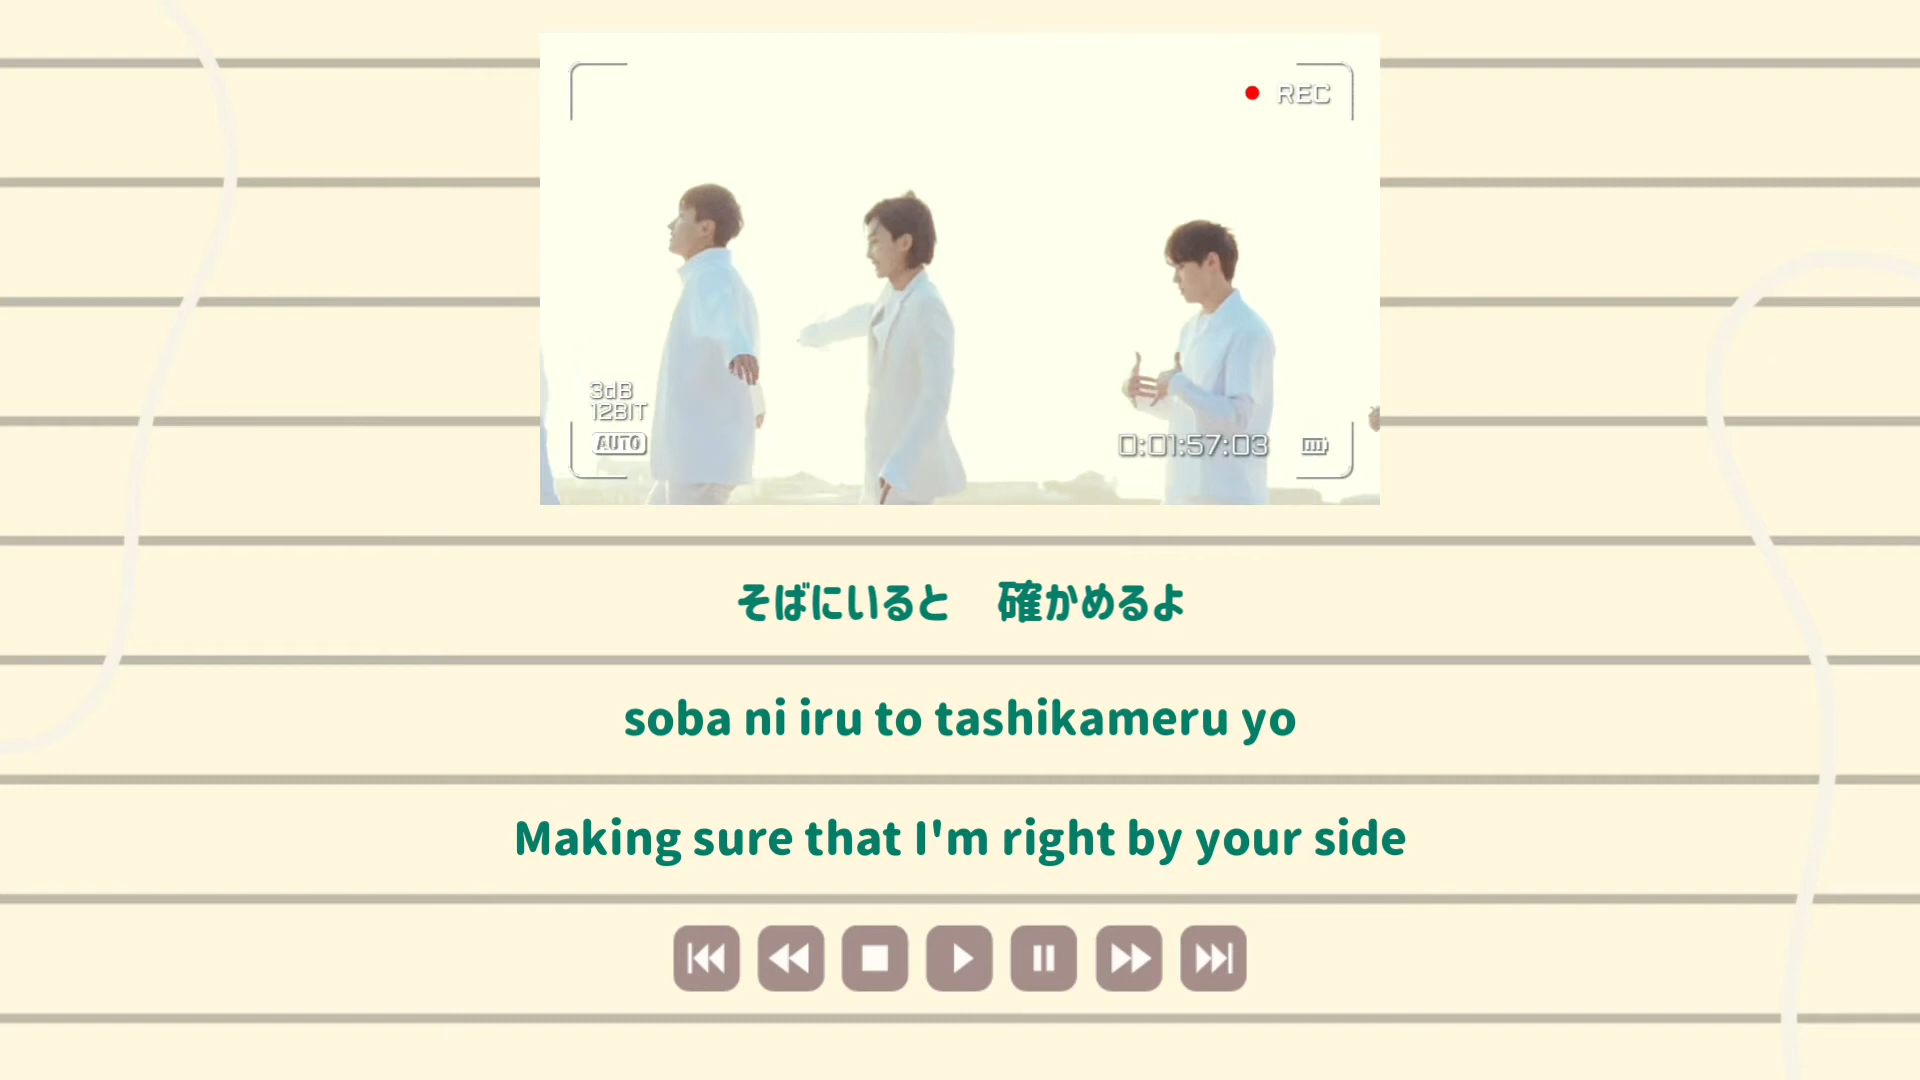 REC
3dB
12BIT
AUTO
0:01:57:03
そばにいると　確かめるよ
soba ni iru to tashikameru yo
Making sure that I'm right by your side